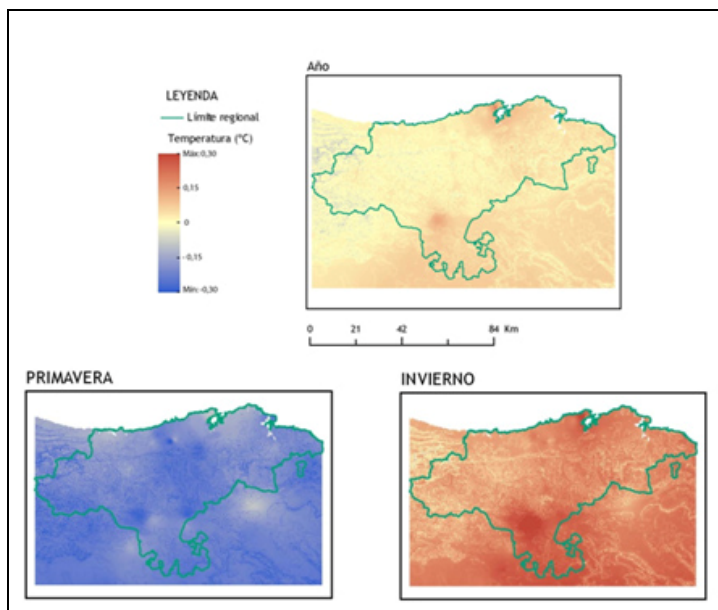 Año
LEYENDA
Límite regional
Temperatura (ºC)
Máx:0,30
0,15
0
-0,15
Mín:-0,30
0 21 42 84 Km
PRIMAVERA
INVIERNO